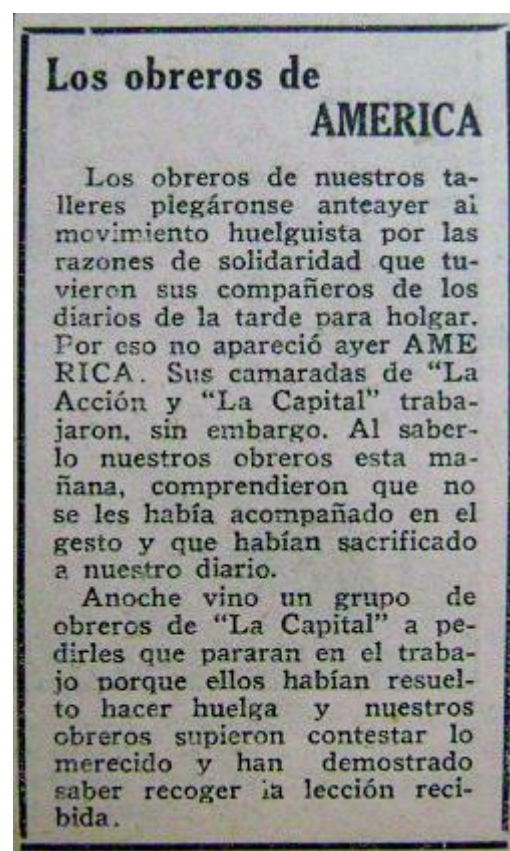 Los obreros de
AMERICA
Los obreros de nuestros ta-
lleres plegáronse anteayer al
movimiento huelguista por las
razones de solidaridad que tu-
vieron sus compañeros de los
diarios de la tarde para holgar.
Por eso no apareció ayer AME
RICA. Sus camaradas de “La
Acción y “La Capital” traba-
jaron, sin embargo. Al saber-
lo nuestros obreros esta ma-
ñana, comprendieron que no
se les había acompañado en el
gesto y que habían sacrificado
a nuestro diario.
Anoche vino un grupo de
obreros de “La Capital” a pe-
dirles que pararan en el traba-
jo porque ellos habían resuel-
to hacer huelga y nuestros
obreros supieron contestar lo
merecido y han demostrado
saber recoger la lección reci-
bida.